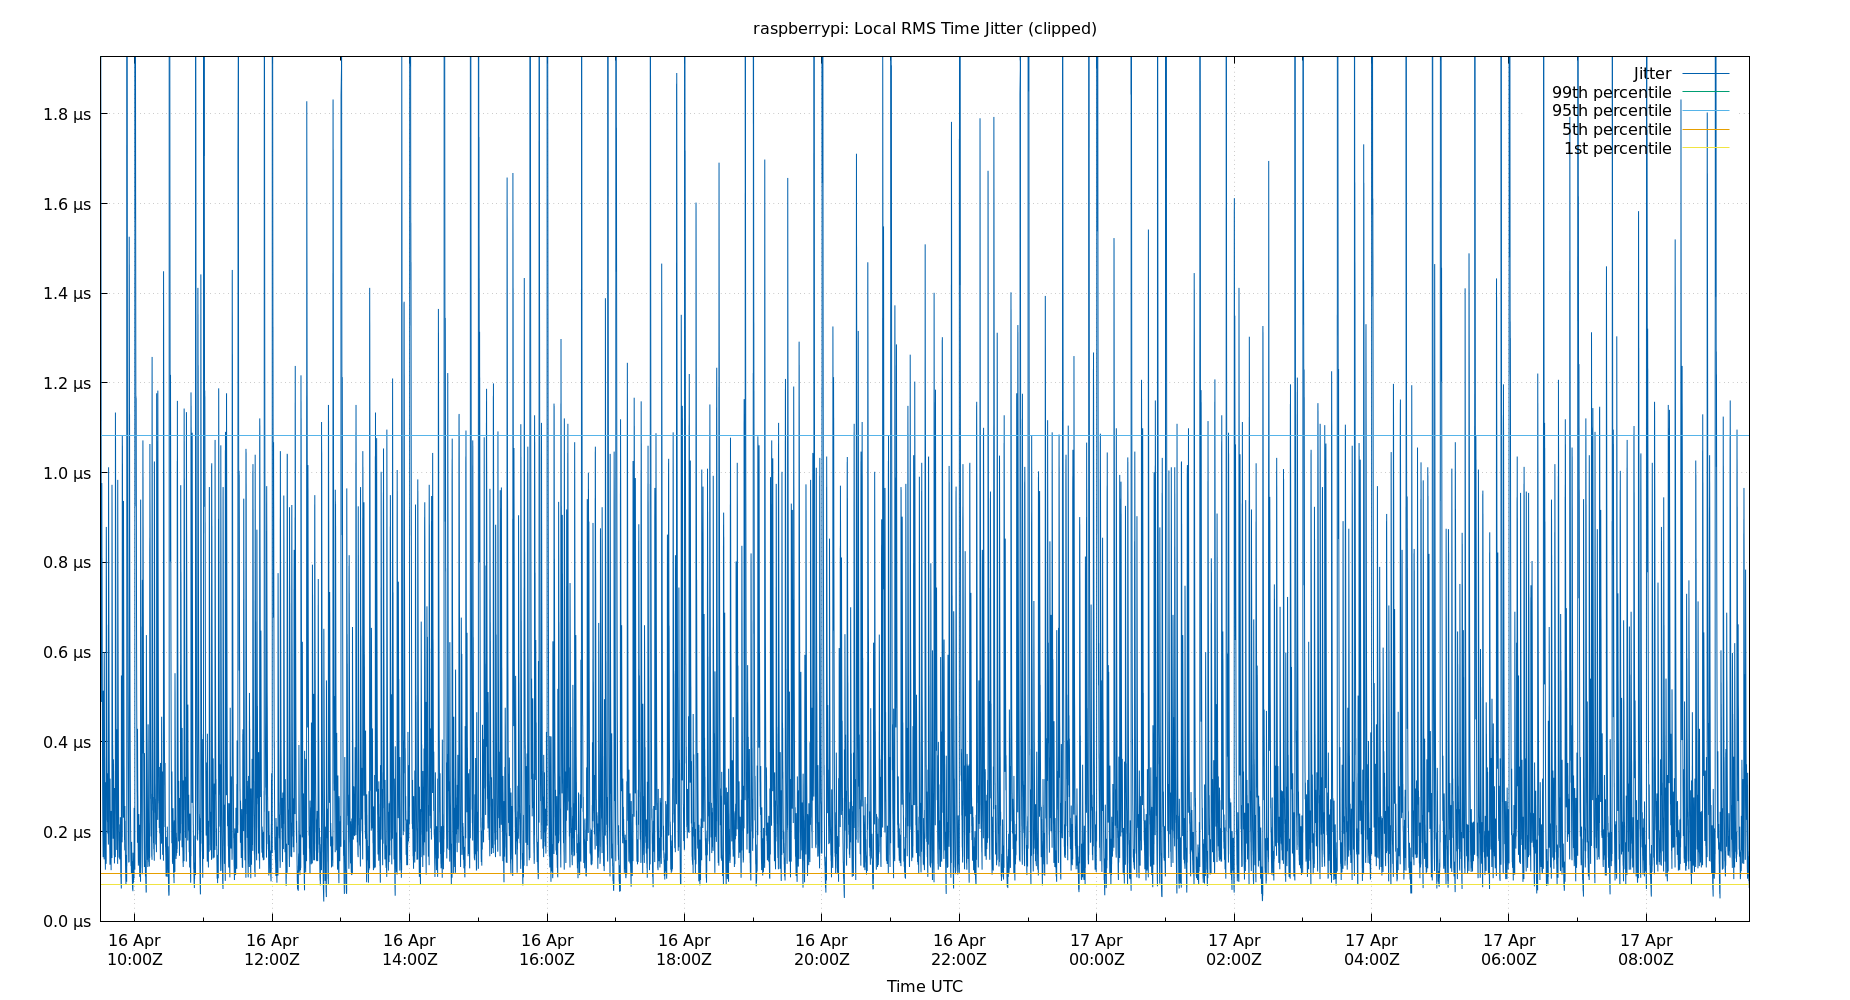 raspberrypi: Local RMS Time Jitter (clipped)
Jitter
99th percentile
95th percentile
5th percentile
1st percentile
1.8 µs
1.6 µs
1.4 µs
1.2 µs
1.0 µs
0.8 µs
0.6 µs
0.4 µs
0.2 µs
0.0 µs
16 Apr 16 Apr 16 Apr 16 Apr 16 Apr 16 Apr 16 Apr 17 Apr 17 Apr 17 Apr 17 Apr 17 Apr
10:00Z 12:00Z 14:00Z 16:00Z 18:00Z 20:00Z 22:00Z 00:00Z 02:00Z 04:00Z 06:00Z 08:00Z
Time UTC